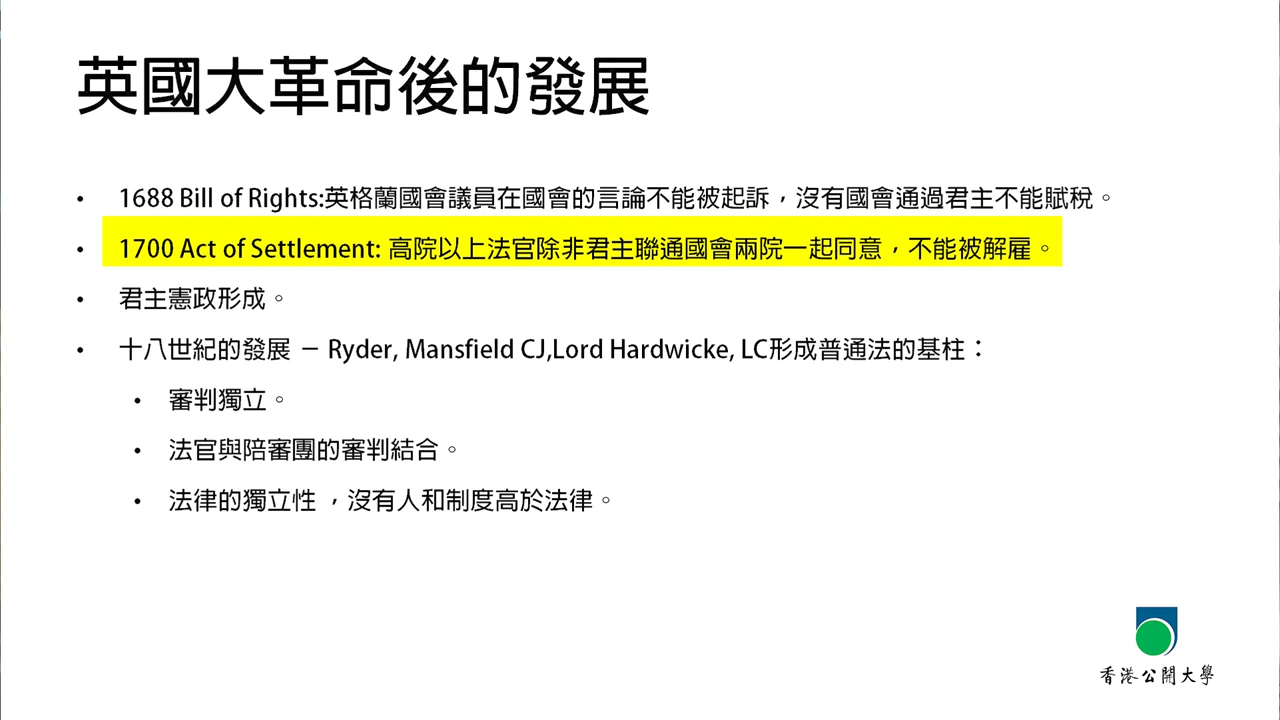 英國大革命後的發展
• 1688 Bill of Rights:英格蘭國會議員在國會的言論不能被起訴，沒有國會通過君主不能賦稅。
• 1700 Act of Settlement: 高院以上法官除非君主聯通國會兩院一起同意，不能被解雇。
• 君主憲政形成。
• 十八世紀的發展 － Ryder, Mansfield CJ,Lord Hardwicke, LC形成普通法的基柱：
• 審判獨立。
• 法官與陪審團的審判結合。
• 法律的獨立性 ，沒有人和制度高於法律。
香港公開大學